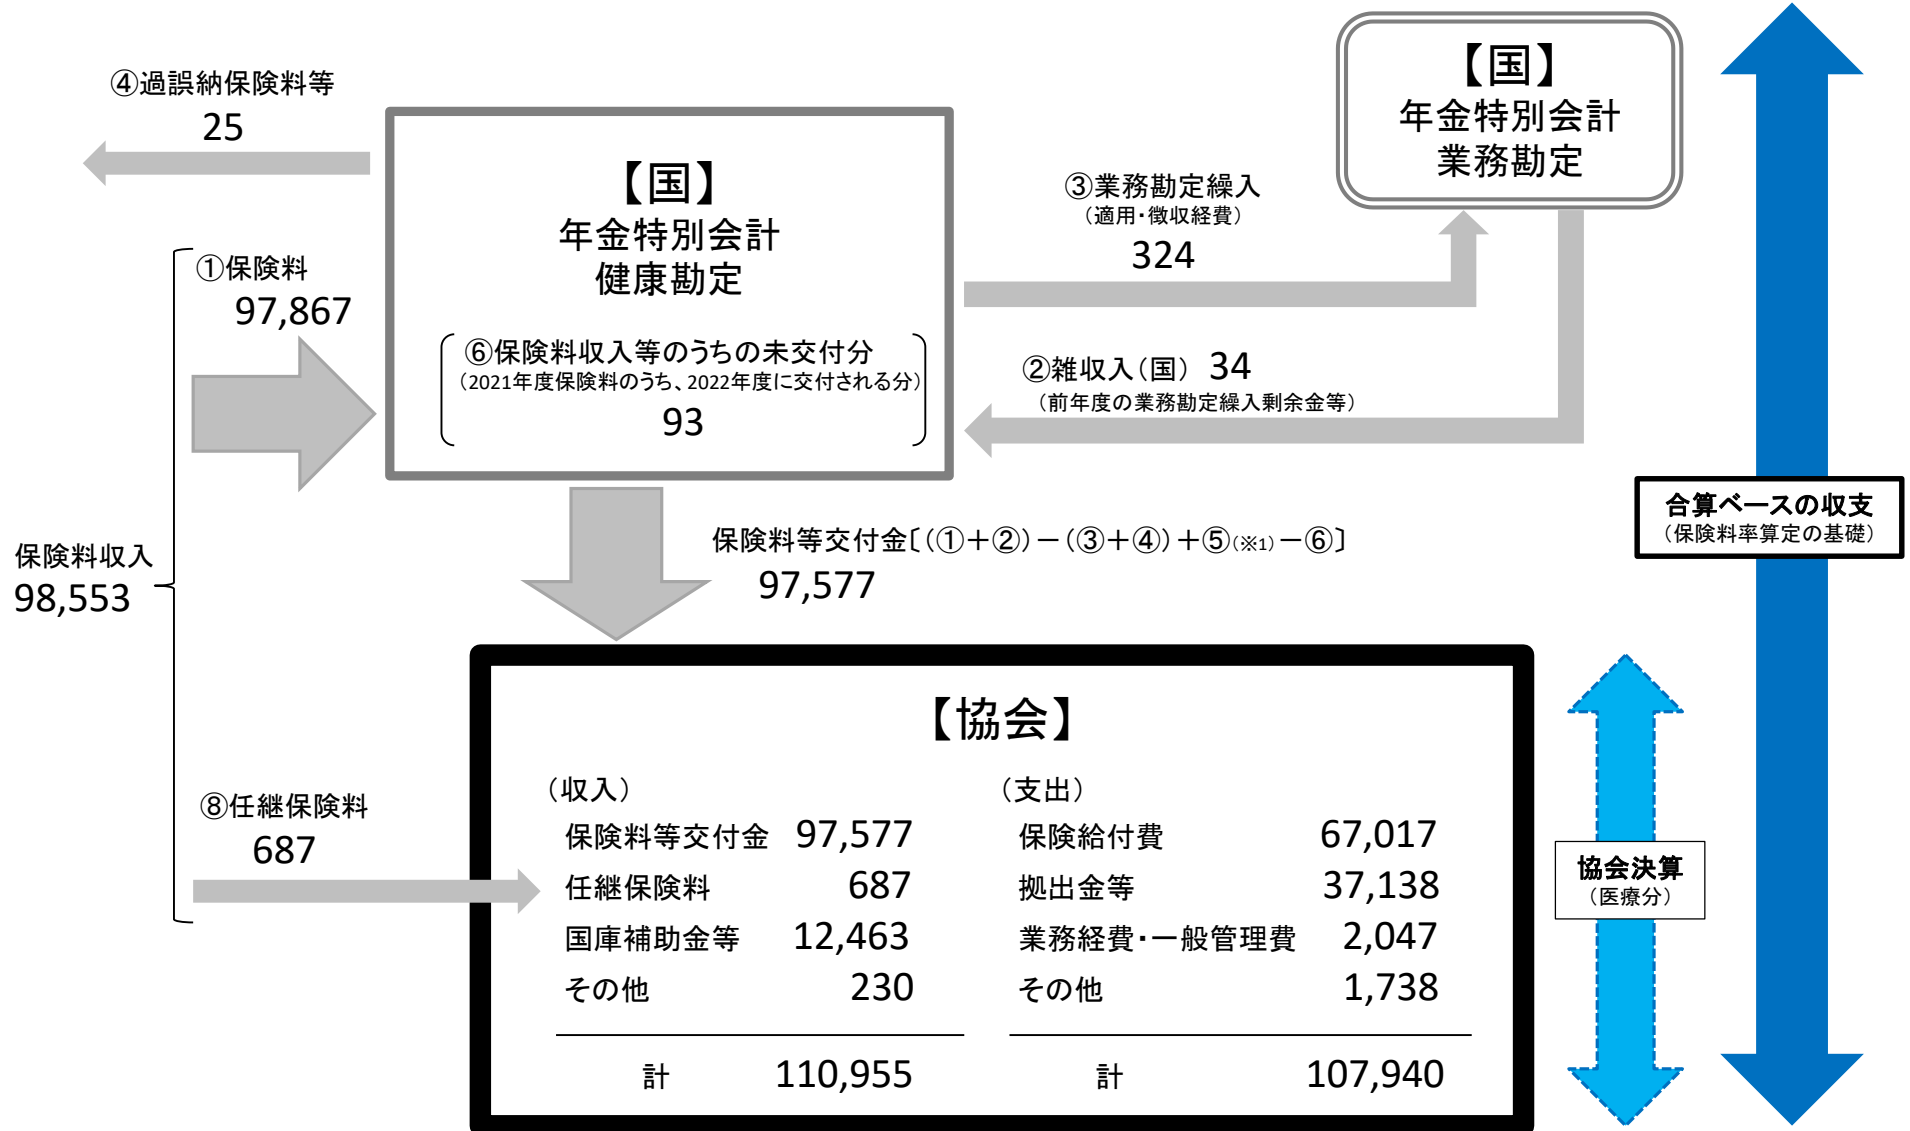 ④過誤納保険料等
25
【国】
年金特別会計
健康勘定
⑥保険料収入等のうちの未交付分
(2021年度保険料のうち、2022年度に交付される分)
93
【国】
年金特別会計
業務勘定
③業務勘定繰入
(適用・徴収経費)
324
②雑収入(国) 34
(前年度の業務勘定繰入剰余金等)
①保険料
97,867
保険料収入
98,553
保険料等交付金〔(①+②)-(③+④)+⑤(※1)-⑥〕
97,577
合算ベースの収支
(保険料率算定の基礎)
⑧任継保険料
687
【協会】
(収入)
保険料等交付金 97,577
任継保険料 687
国庫補助金等 12,463
その他 230
計 110,955
(支出)
保険給付費 67,017
拠出金等 37,138
業務経費・一般管理費 2,047
その他 1,738
計 107,940
協会決算
(医療分)